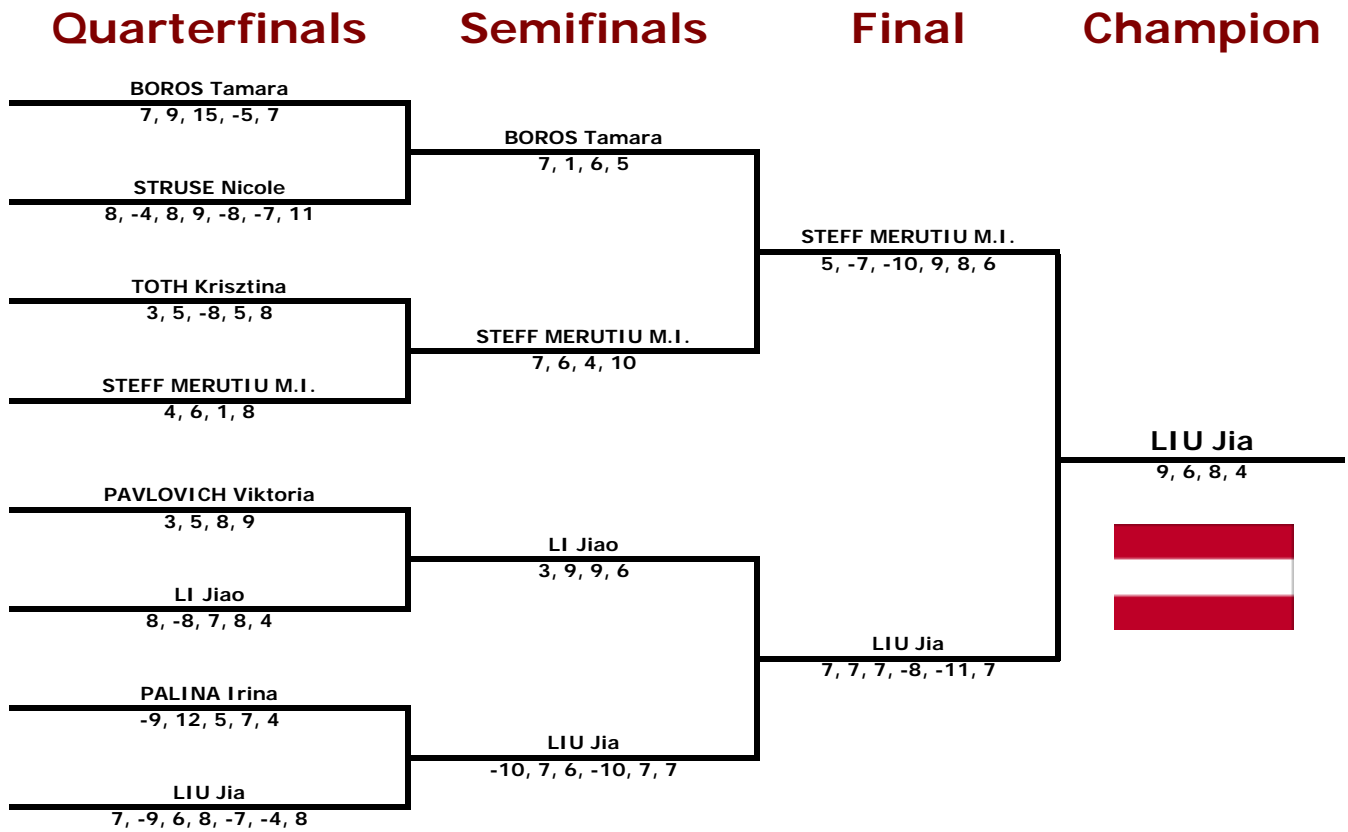 Quarterfinals Semifinals Final Champion
BOROS Tamara
7, 9, 15, -5, 7
STRUSE Nicole
8, -4, 8, 9, -8, -7, 11
TOTH Krisztina
3, 5, -8, 5, 8
STEFF MERUTIU M.I.
4, 6, 1, 8
PAVLOVICH Viktoria
3, 5, 8, 9
LI Jiao
8, -8, 7, 8, 4
PALINA Irina
-9, 12, 5, 7, 4
LIU Jia
7, -9, 6, 8, -7, -4, 8
BOROS Tamara
7, 1, 6, 5
STEFF MERUTIU M.I.
7, 6, 4, 10
LI Jiao
3, 9, 9, 6
LIU Jia
-10, 7, 6, -10, 7, 7
STEFF MERUTIU M.I.
5, -7, -10, 9, 8, 6
LIU Jia
7, 7, 7, -8, -11, 7
LIU Jia
9, 6, 8, 4